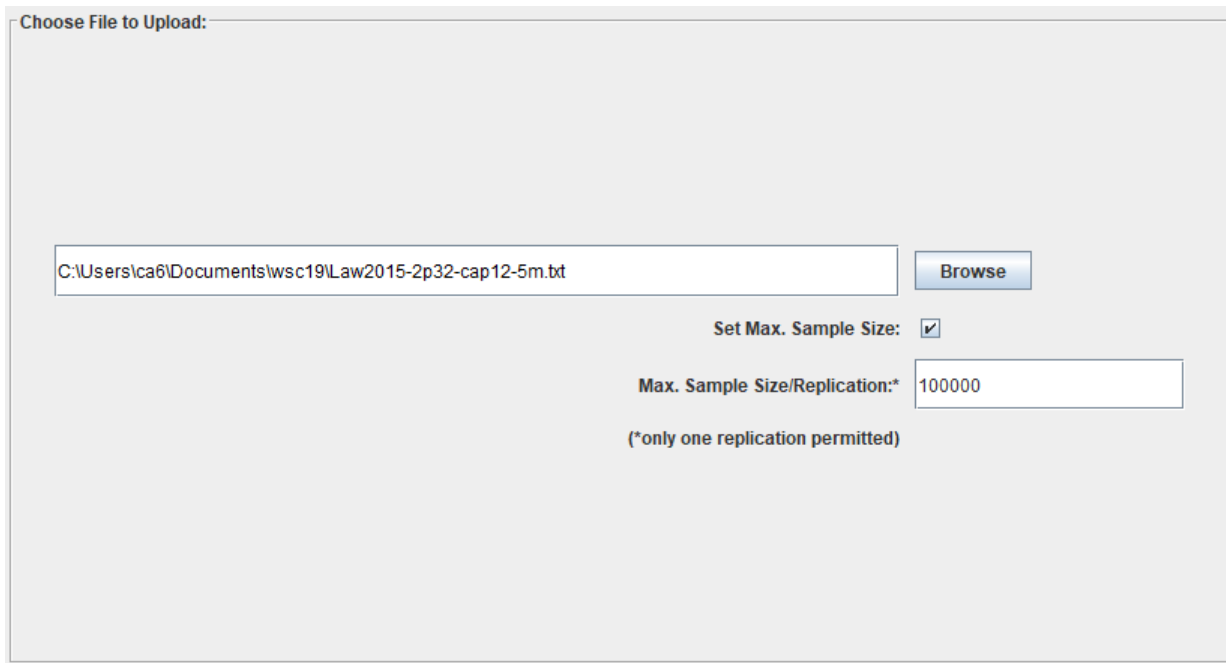 Choose File to Upload:
C:\Users\ca6\Documents\wsc19\Law2015-2p32-cap12-5m.txt
Browse
Set Max. Sample Size:
Max. Sample Size/Replication:*
100000
(*only one replication permitted)